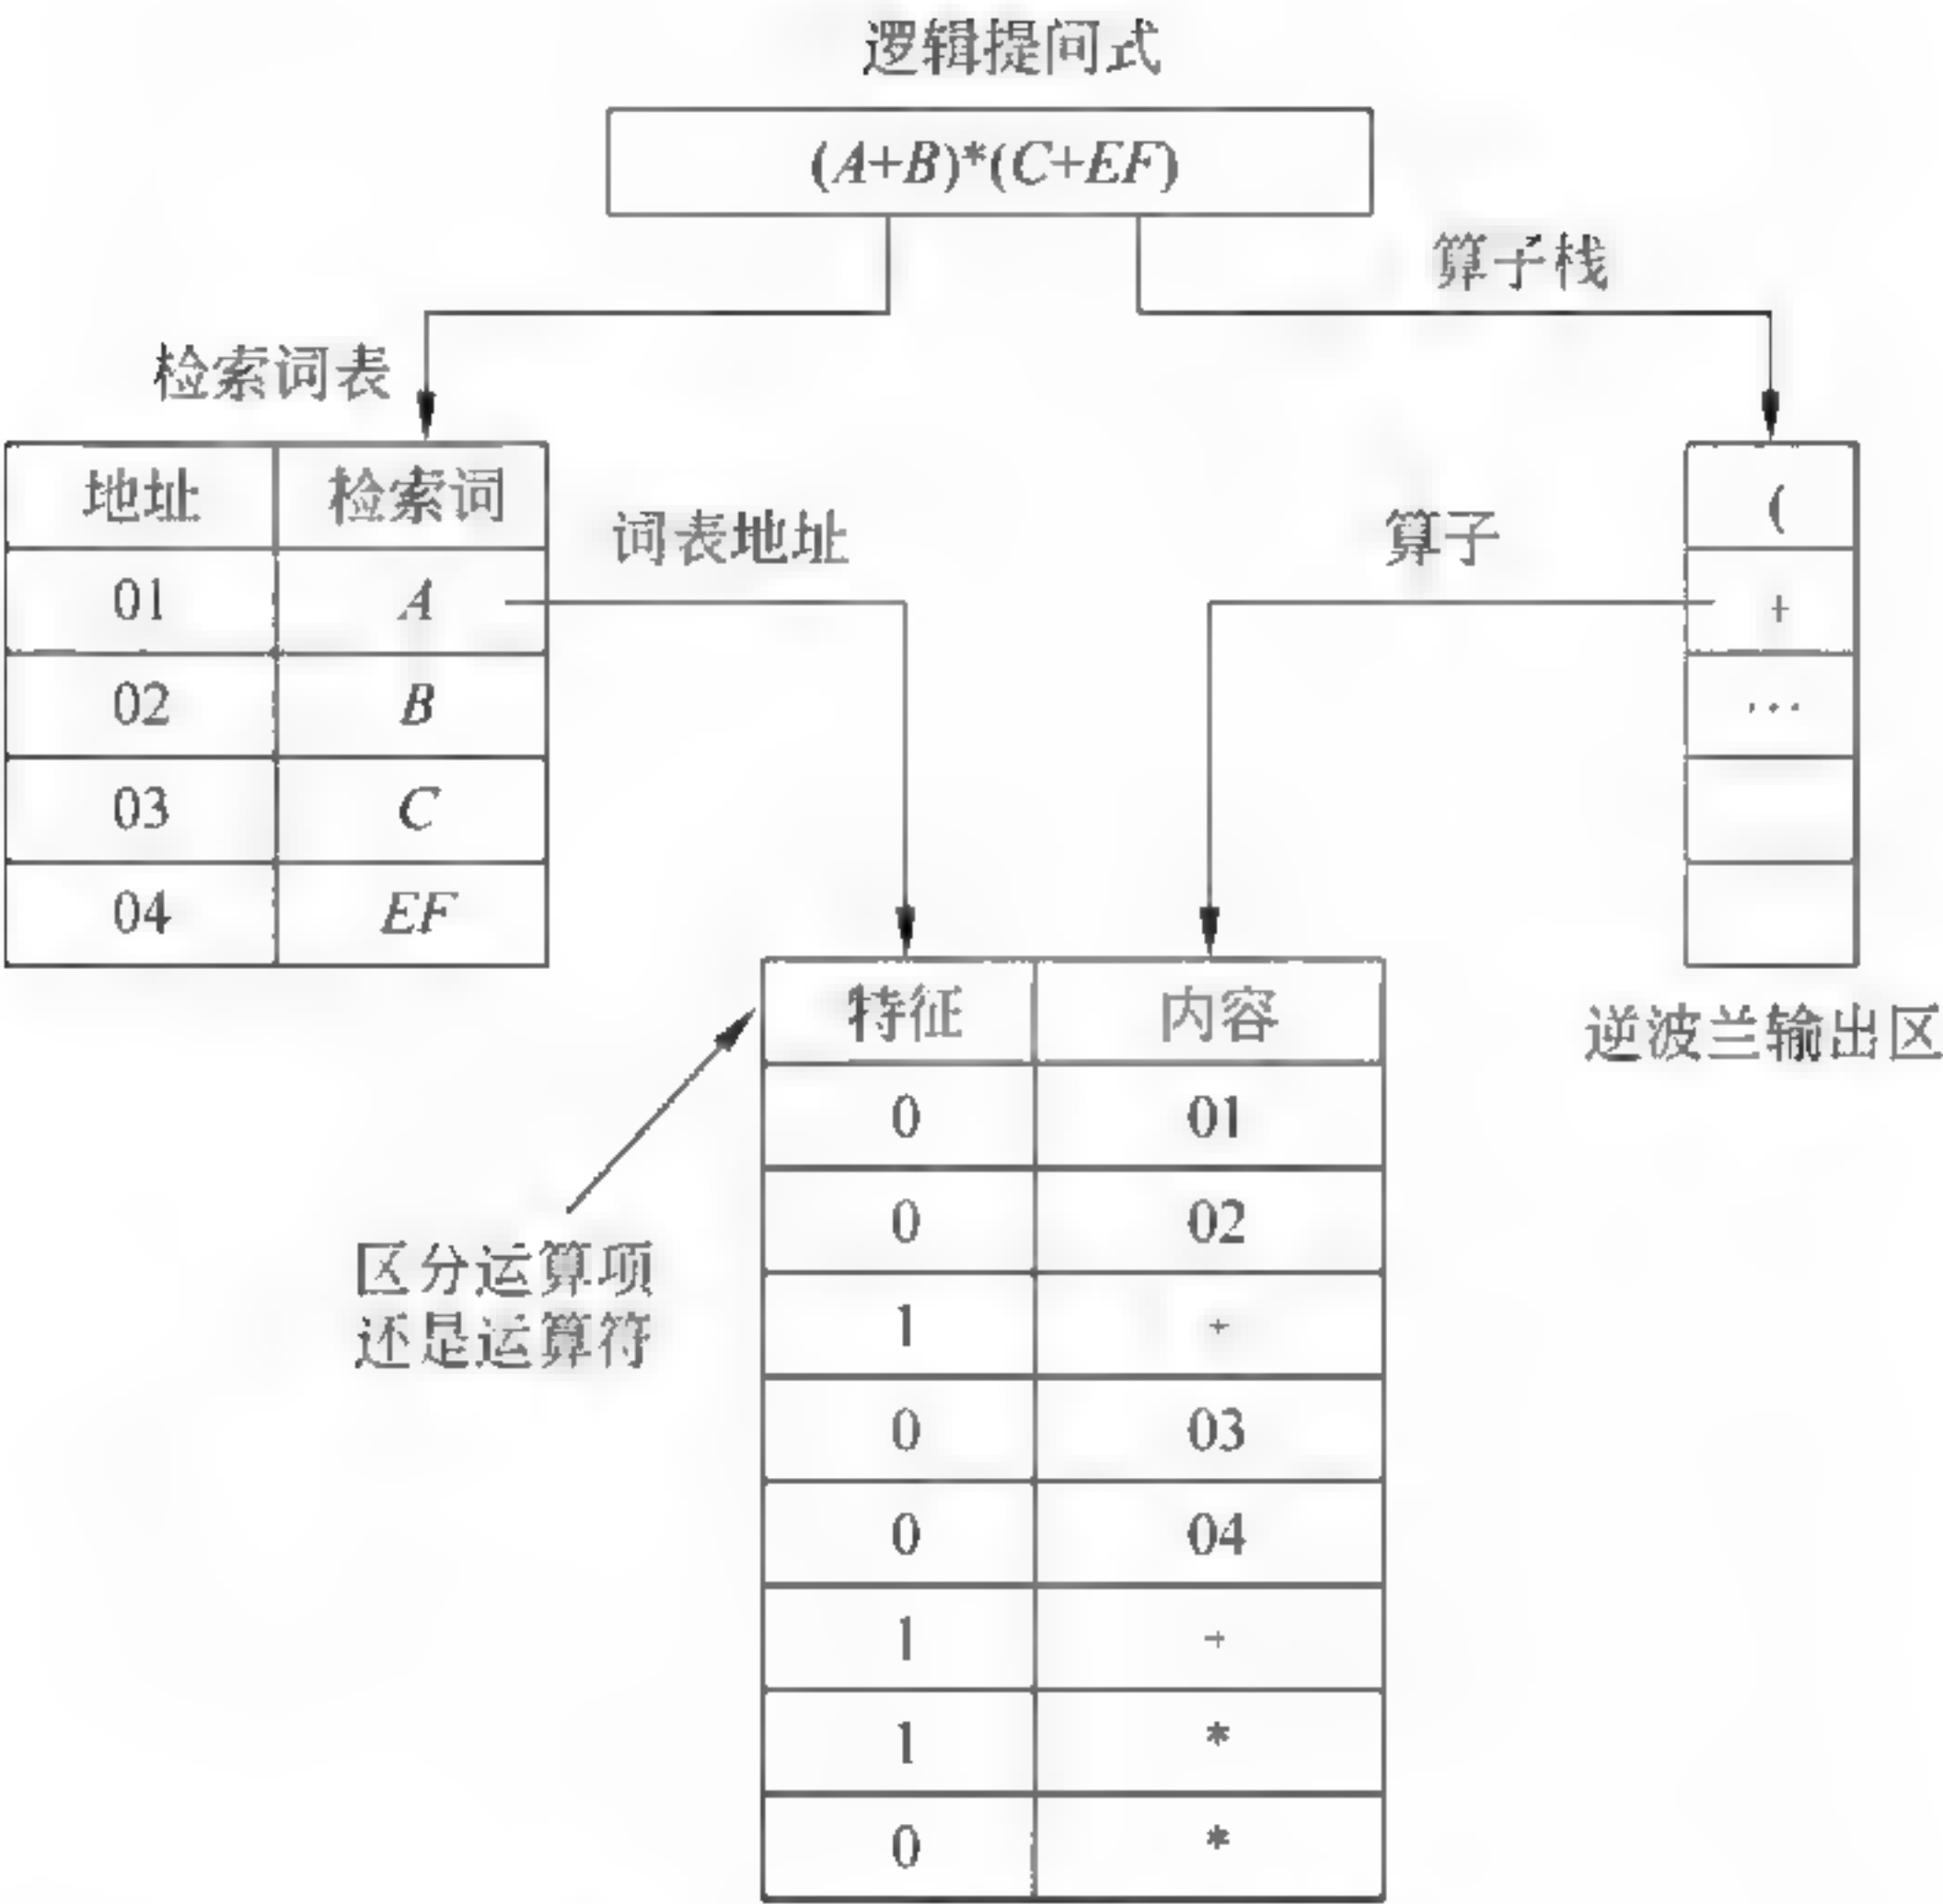 逻辑提问式
(A+B)*(C+EF)
算子栈
检索词表
地址 检索词
01 A
02 B
03 C
04 EF
词表地址
算子
(
+
···
逆波兰输出区
特征 内容
0 01
0 02
1 +
0 03
0 04
1 +
1 *
0 *
区分运算项
还是运算符